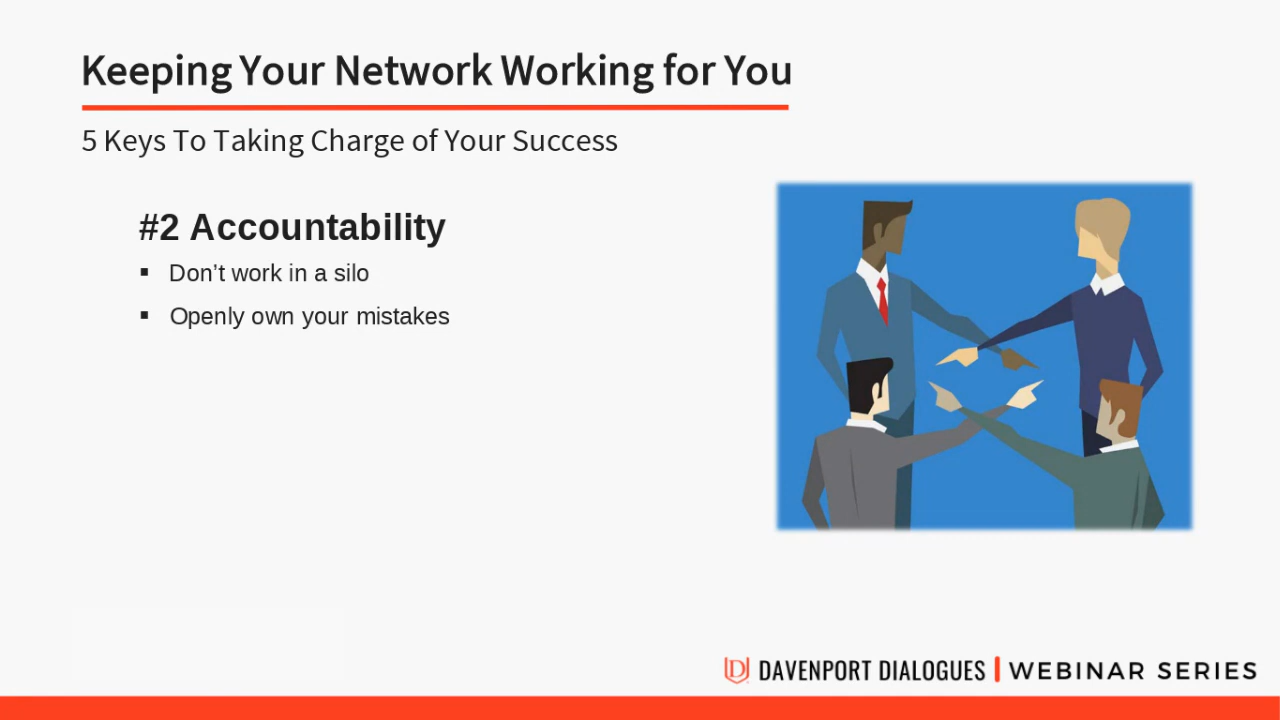 Keeping Your Network Working for You
5 Keys To Taking Charge of Your Success
#2 Accountability
▪ Don’t work in a silo
▪ Openly own your mistakes
D DAVENPORT DIALOGUES | WEBINAR SERIES